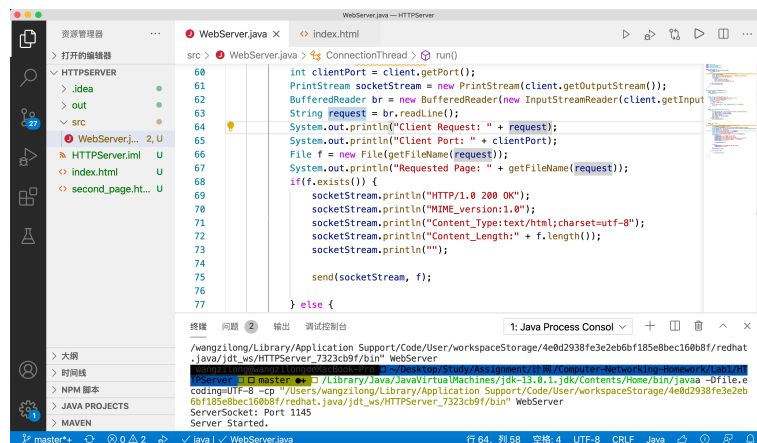 WebServer.java — HTTPServer
资源管理器
WebServer.java
index.html
打开的编辑器
src > WebServer.java > ConnectionThread > run()
HTTPSERVER
.idea
out
src
WebServer.j... 2, U
HTTPServer.iml U
index.html U
second_page.ht... U
27
60 int clientPort = client.getPort();
61 PrintStream socketStream = new PrintStream(client.getOutputStream());
62 BufferedReader br = new BufferedReader(new InputStreamReader(client.getInput
63 String request = br.readLine();
64 System.out.println("Client Request: " + request);
65 System.out.println("Client Port: " + clientPort);
66 File f = new File(getFileName(request));
67 System.out.println("Requested Page: " + getFileName(request));
68 if(f.exists()) {
69 socketStream.println("HTTP/1.0 200 OK");
70 socketStream.println("MIME_version:1.0");
71 socketStream.println("Content_Type:text/html;charset=utf-8");
72 socketStream.println("Content_Length:" + f.length());
73 socketStream.println("");
74
75 send(socketStream, f);
76
77 } else {
终端 问题 2 输出 调试控制台 1: Java Process Consol
/wangzilong/Library/Application Support/Code/User/workspaceStorage/4e0d2938fe3e2eb6bf185e8bec160b8f/redhat
.java/jdt_ws/HTTPServer_7323cb9f/bin" WebServer
wangzilong@wangzilongdeMacBook-Pro ~/Desktop/Study/Assignment/计网/Computer-Networking-Homework/Lab1/HT
TPServer master ●+ /Library/Java/JavaVirtualMachines/jdk-13.0.1.jdk/Contents/Home/bin/javaa -Dfile.e
coding=UTF-8 -cp "/Users/wangzilong/Library/Application Support/Code/User/workspaceStorage/4e0d2938fe3e2eb
6bf185e8bec160b8f/redhat.java/jdt_ws/HTTPServer_7323cb9f/bin" WebServer
ServerSocket: Port 1145
Server Started.
大纲
时间线
NPM 脚本
JAVA PROJECTS
MAVEN
1
master*+ 0 2 java | WebServer.java 行 64，列 58 空格: 4 UTF-8 CRLF Java